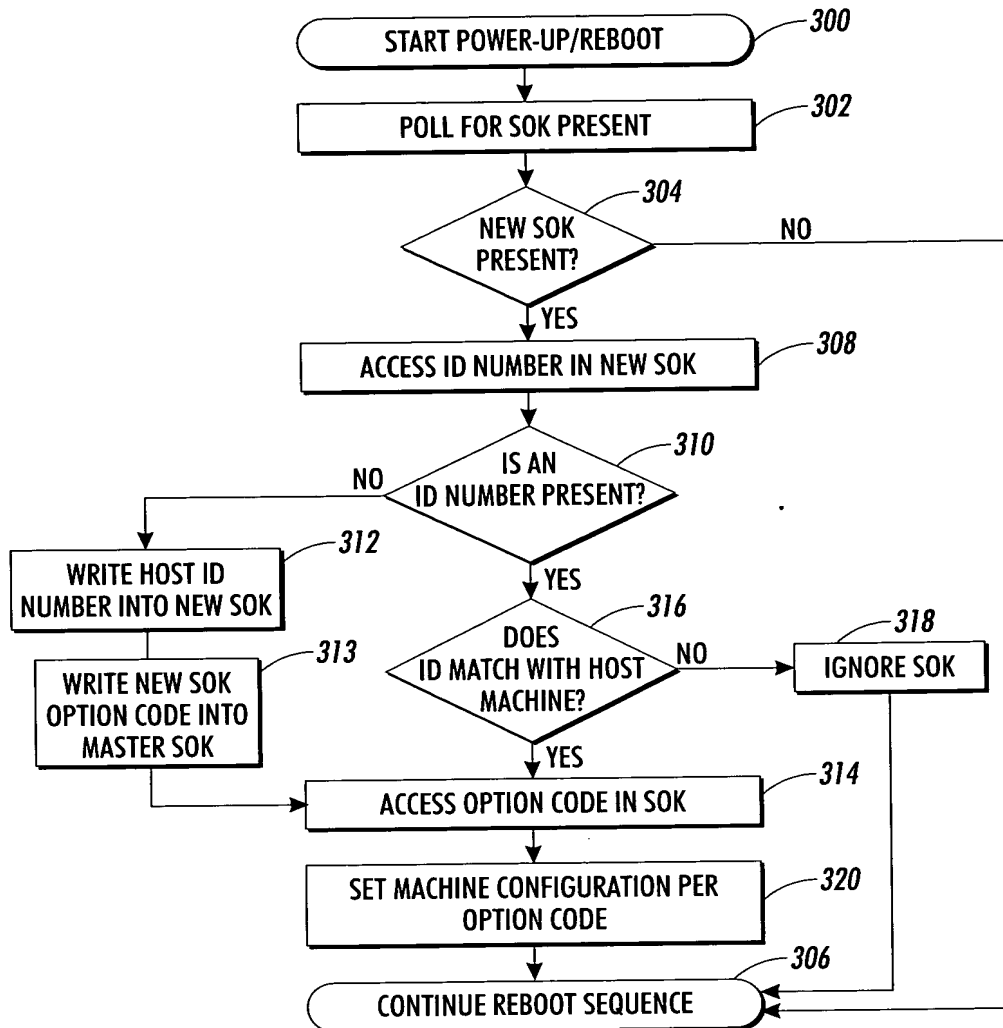 START POWER-UP/REBOOT
300
POLL FOR SOK PRESENT
302
NEW SOK
PRESENT?
304
NO
YES
ACCESS ID NUMBER IN NEW SOK
308
IS AN
ID NUMBER PRESENT?
310
NO
YES
WRITE HOST ID
NUMBER INTO NEW SOK
312
WRITE NEW SOK
OPTION CODE INTO
MASTER SOK
313
DOES
ID MATCH WITH HOST
MACHINE?
316
NO
IGNORE SOK
318
YES
ACCESS OPTION CODE IN SOK
314
SET MACHINE CONFIGURATION PER
OPTION CODE
320
CONTINUE REBOOT SEQUENCE
306